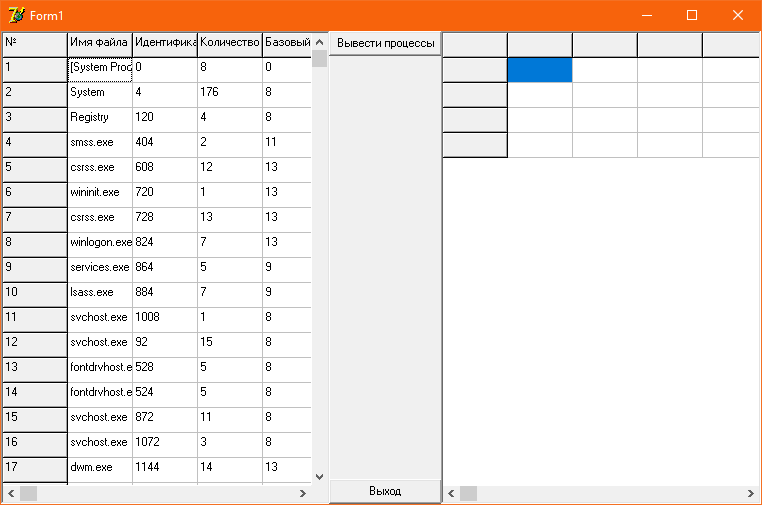 Form1
№ Имя файла Идентифика Количество Базовый
1 [System Proc 0 8 0
2 System 4 176 8
3 Registry 120 4 8
4 smss.exe 404 2 11
5 csrss.exe 608 12 13
6 wininit.exe 720 1 13
7 csrss.exe 728 13 13
8 winlogon.exe 824 7 13
9 services.exe 864 5 9
10 lsass.exe 884 7 9
11 svchost.exe 1008 1 8
12 svchost.exe 92 15 8
13 fontdrvhost.e 528 5 8
14 fontdrvhost.e 524 5 8
15 svchost.exe 872 11 8
16 svchost.exe 1072 3 8
17 dwm.exe 1144 14 13
Вывести процессы
Выход